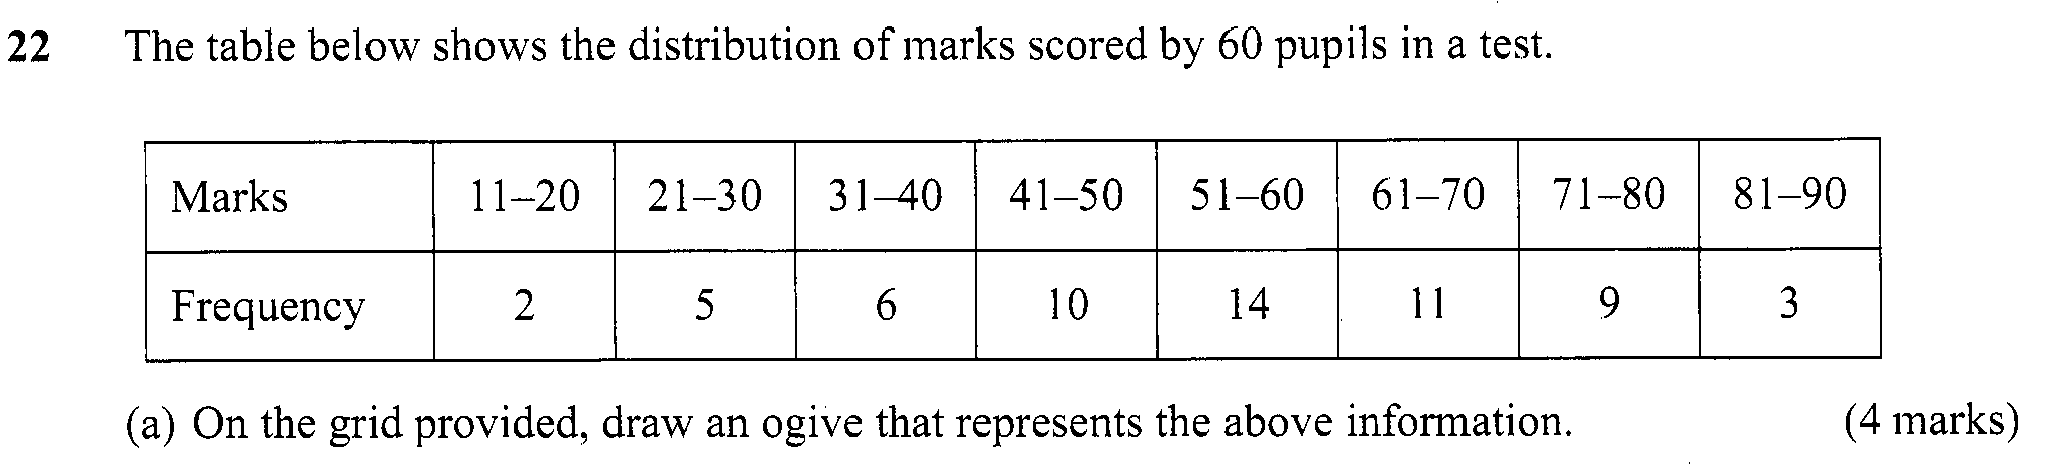 22 The table below shows the distribution of marks scored by 60 pupils in a test.
Marks 11–20 21–30 31–40 41–50 51–60 61–70 71–80 81–90
Frequency 2 5 6 10 14 11 9 3
(a) On the grid provided, draw an ogive that represents the above information. (4 marks)